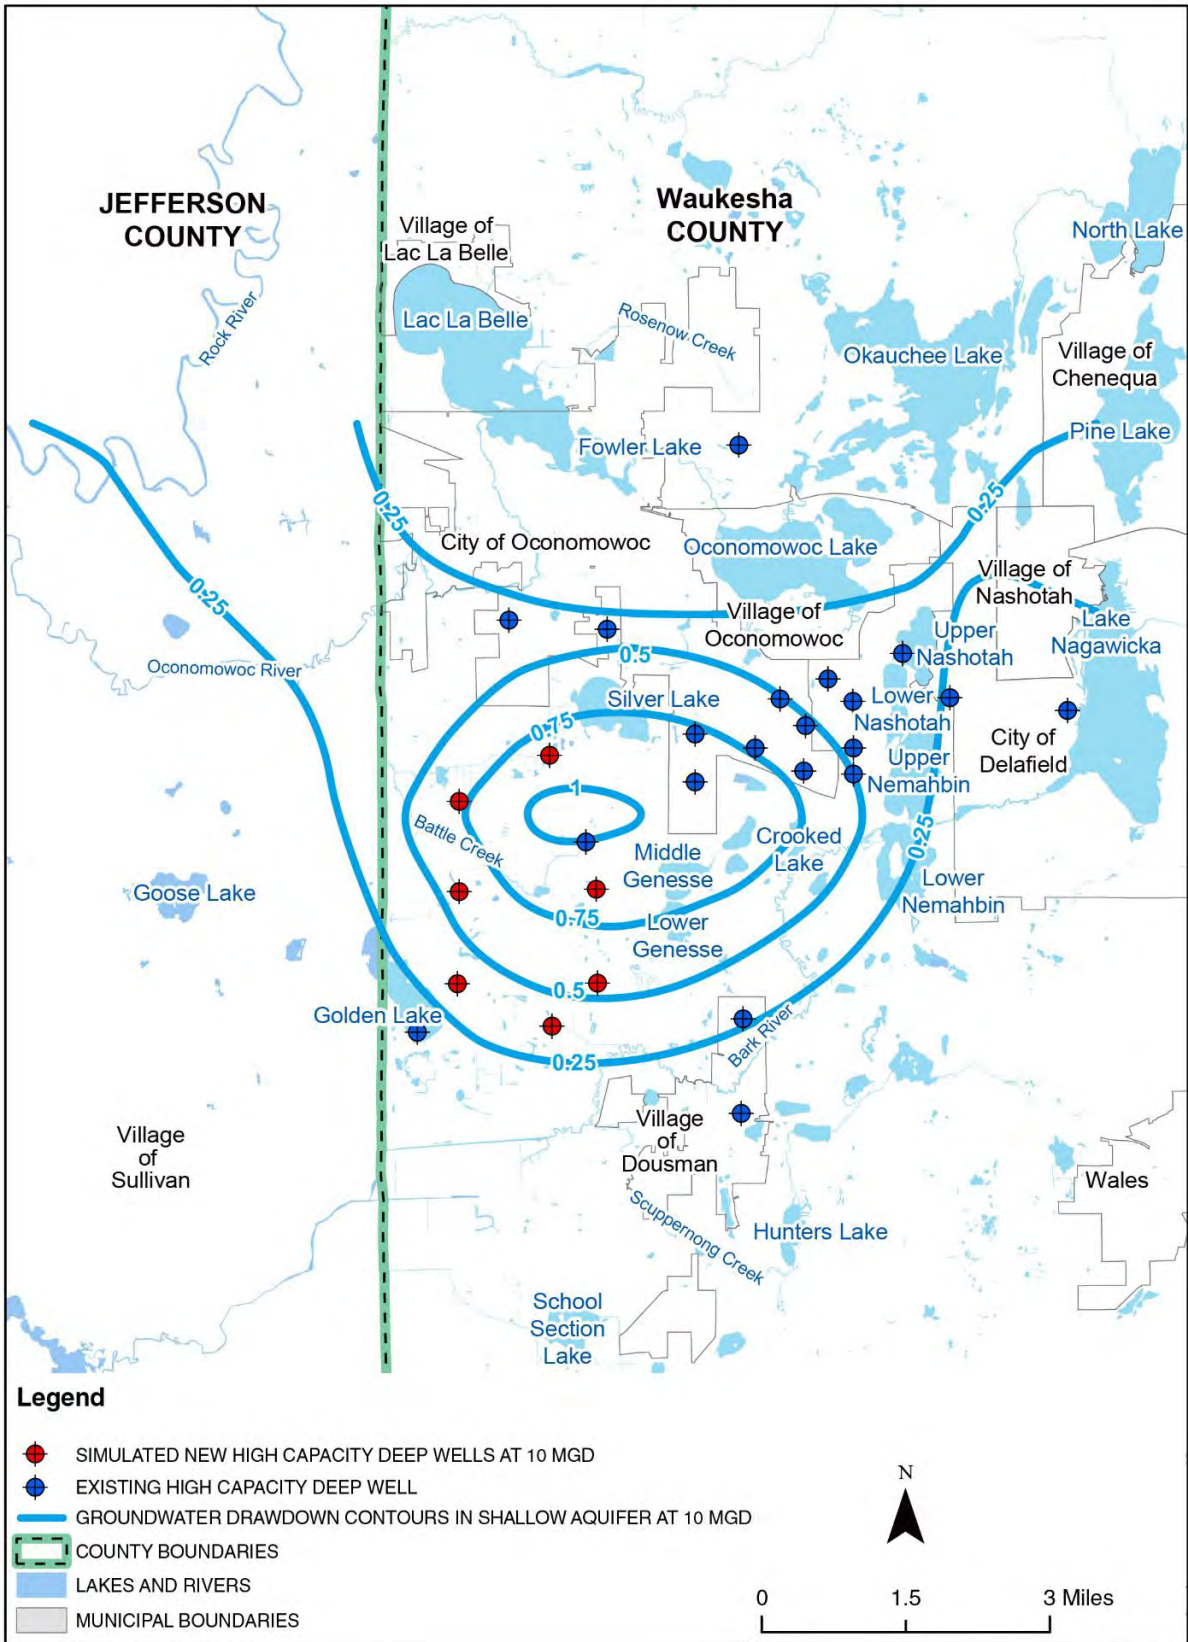 JEFFERSON
COUNTY
Waukesha
COUNTY
Village of
Lac La Belle
North Lake
Lac La Belle
Rock River
Rosenow Creek
Okauchee Lake
Village of
Chenequa
Pine Lake
Fowler Lake
0.25
0.25
0.25
City of Oconomowoc
Oconomowoc Lake
Village of
Nashotah
Village of
Oconomowoc
Lake
Nagawicka
Upper
Nashotah
Oconomowoc River
0.5
Silver Lake
Lower
Nashotah
0.75
City of
Delafield
Upper
Nemahbin
1
Battle Creek
Middle
Genesse
Crooked
Lake
0.25
Goose Lake
Lower
Nemahbin
0.75
Lower
Genesse
0.5
Golden Lake
Bark River
0.25
Village
of
Sullivan
Village
of
Dousman
Wales
Scuppernong Creek
Hunters Lake
School
Section
Lake
Legend
SIMULATED NEW HIGH CAPACITY DEEP WELLS AT 10 MGD
EXISTING HIGH CAPACITY DEEP WELL
GROUNDWATER DRAWDOWN CONTOURS IN SHALLOW AQUIFER AT 10 MGD
COUNTY BOUNDARIES
LAKES AND RIVERS
MUNICIPAL BOUNDARIES
N
0 1.5 3 Miles